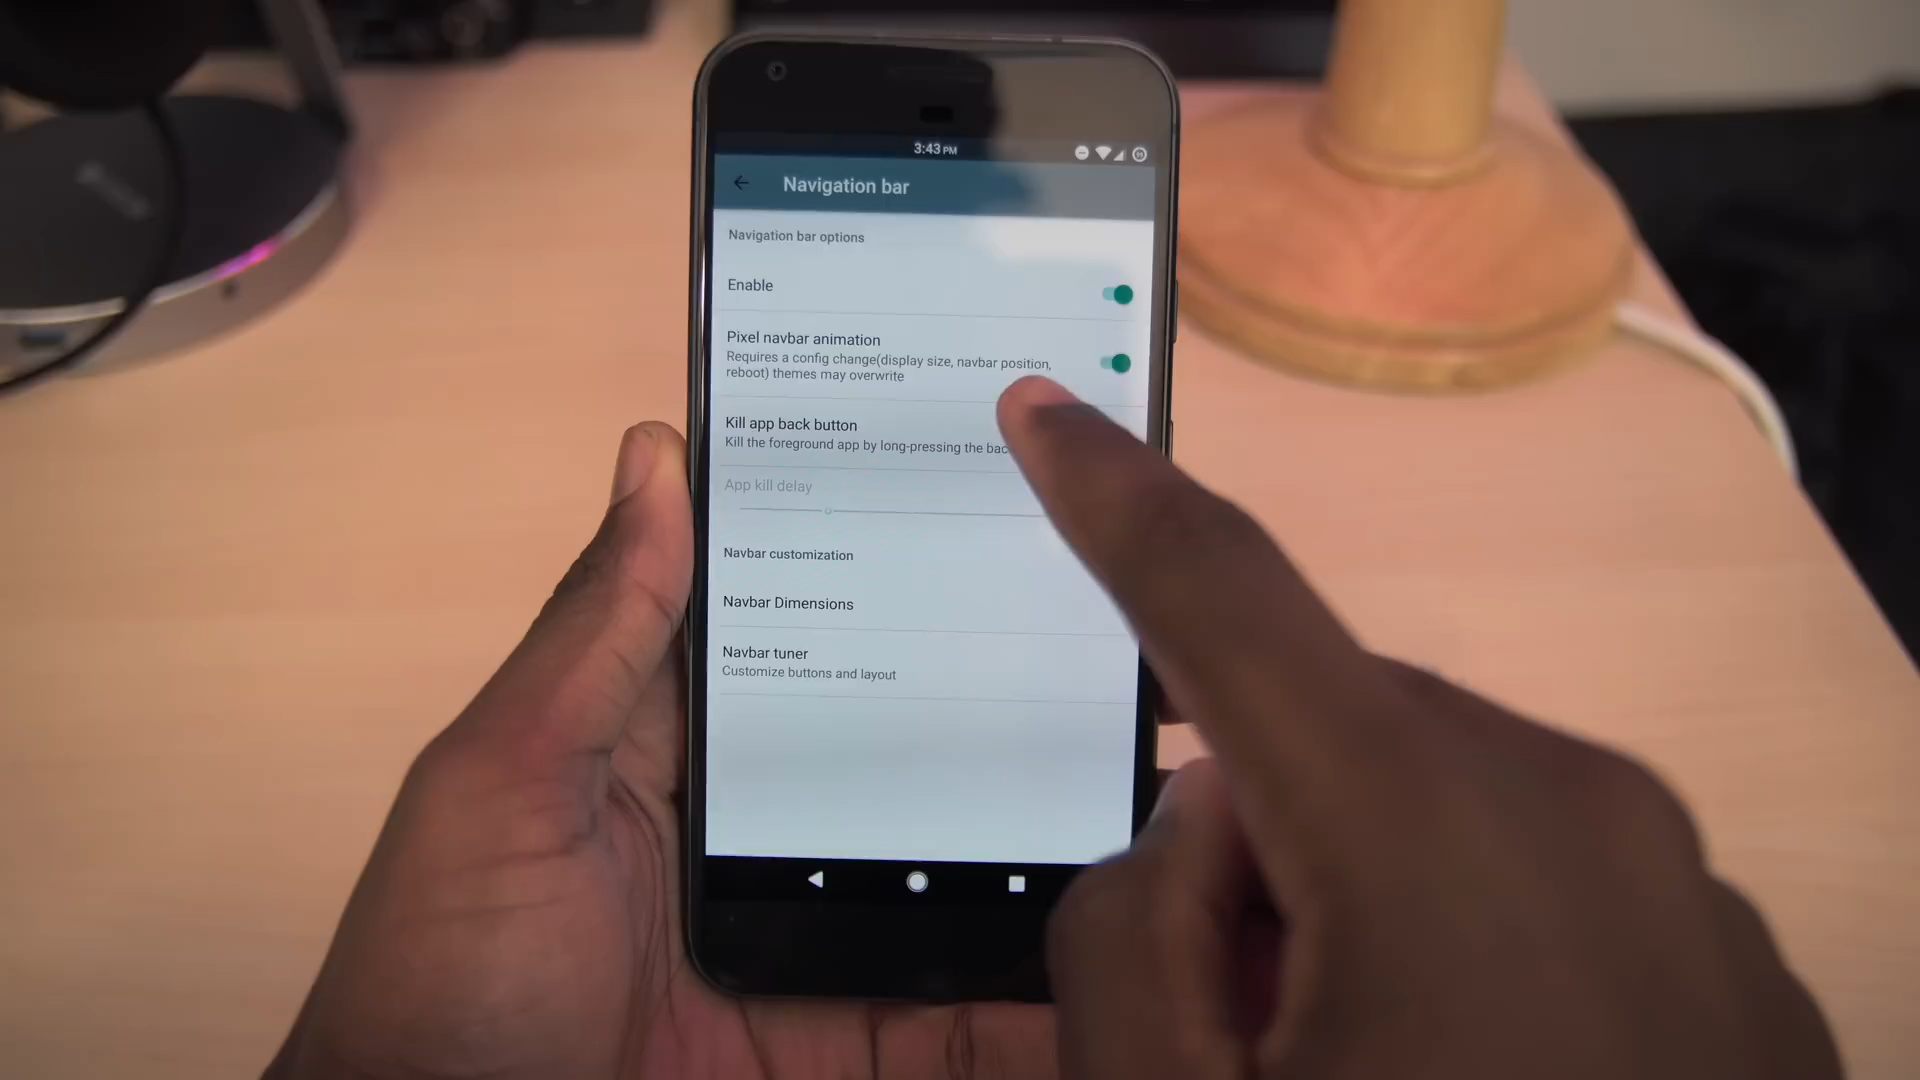 3:43 PM
Navigation bar
Navigation bar options
Enable
Pixel navbar animation
Requires a config change(display size, navbar position,
reboot) themes may overwrite
Kill app back button
Kill the foreground app by long-pressing the bac
App kill delay
Navbar customization
Navbar Dimensions
Navbar tuner
Customize buttons and layout